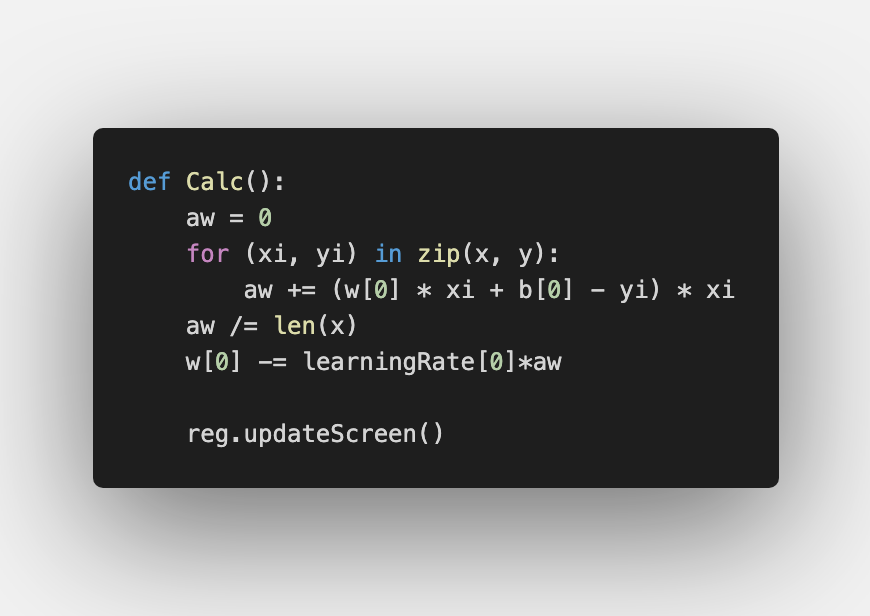 def Calc():
    aw = 0
    for (xi, yi) in zip(x, y):
        aw += (w[0] * xi + b[0] - yi) * xi
    aw /= len(x)
    w[0] -= learningRate[0]*aw

    reg.updateScreen()